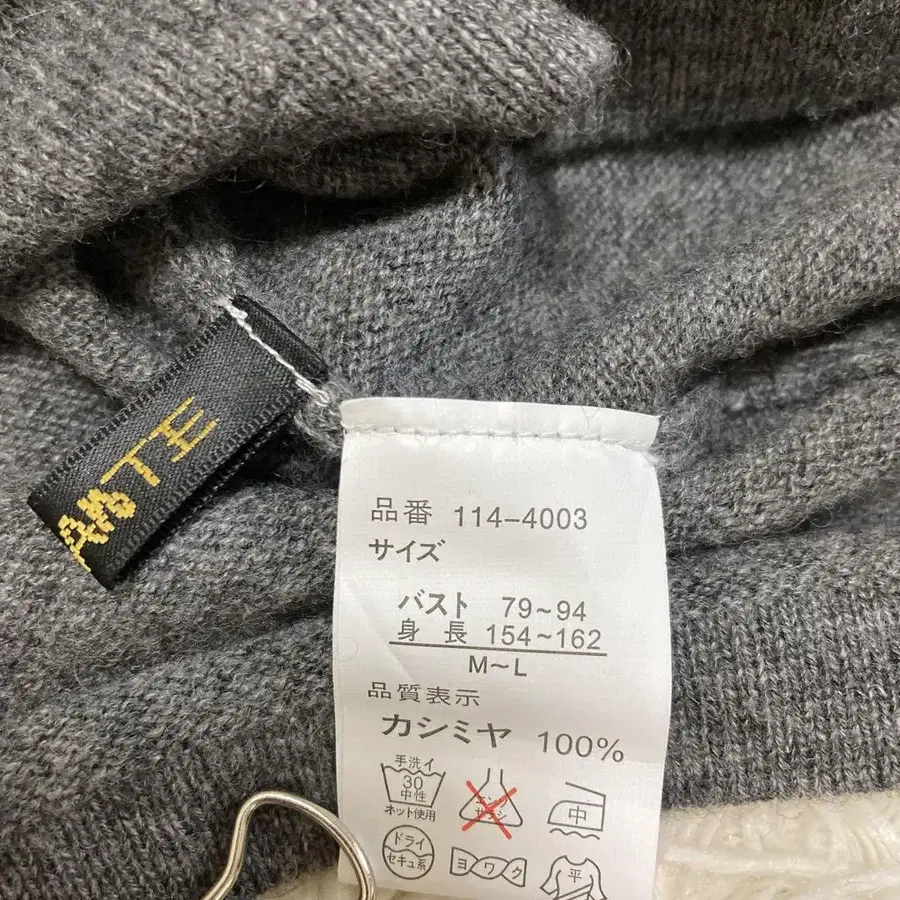 品番 114-4003
サイズ
バスト 79~94
身 長 154~162
M~L
品質表示
カシミヤ 100%
手洗イ
30
中性
ネット使用
中
ドライ
セキユ系
ヨワク
平